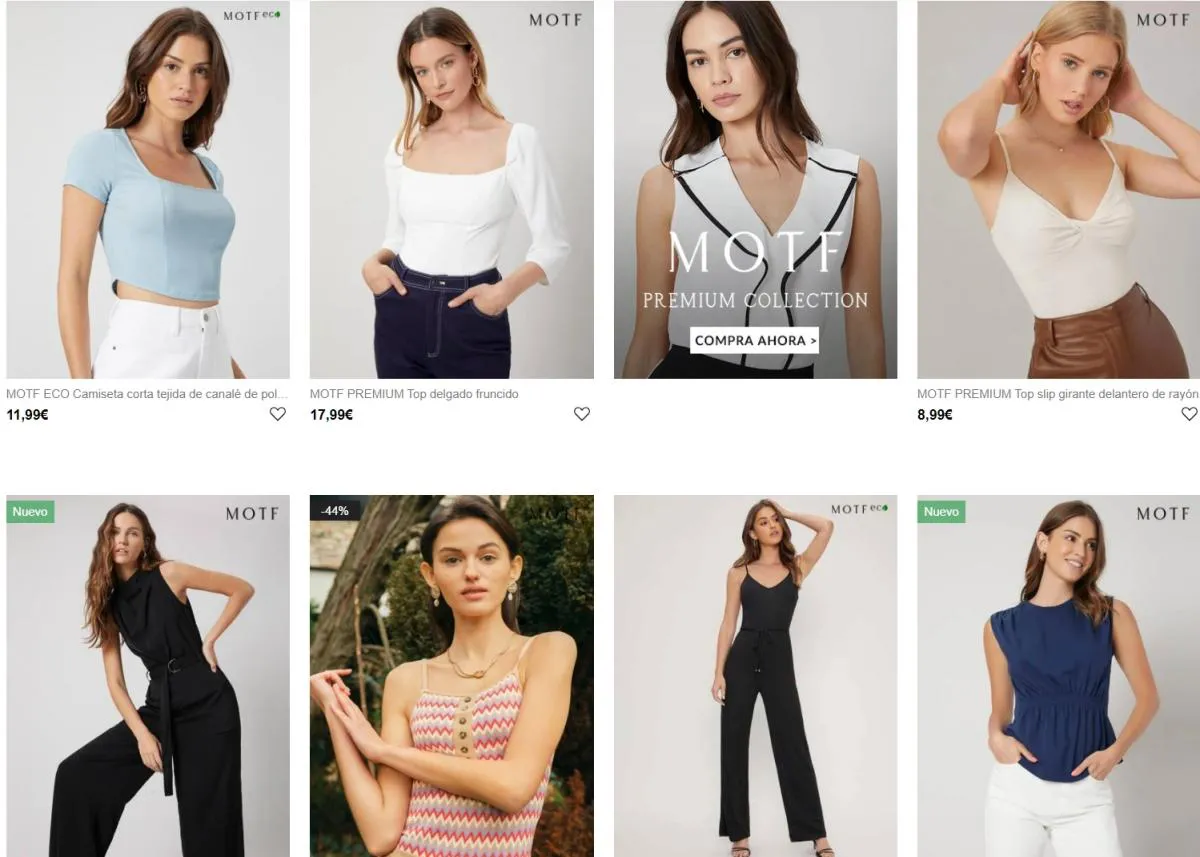 MOTF eco
MOTF
MOTF
PREMIUM COLLECTION
COMPRA AHORA >
MOTF
MOTF ECO Camiseta corta tejida de canalé de pol...
11,99€
MOTF PREMIUM Top delgado fruncido
17,99€
MOTF PREMIUM Top slip girante delantero de rayón
8,99€
Nuevo
MOTF
-44%
MOTF
MOTF eco
Nuevo
MOTF